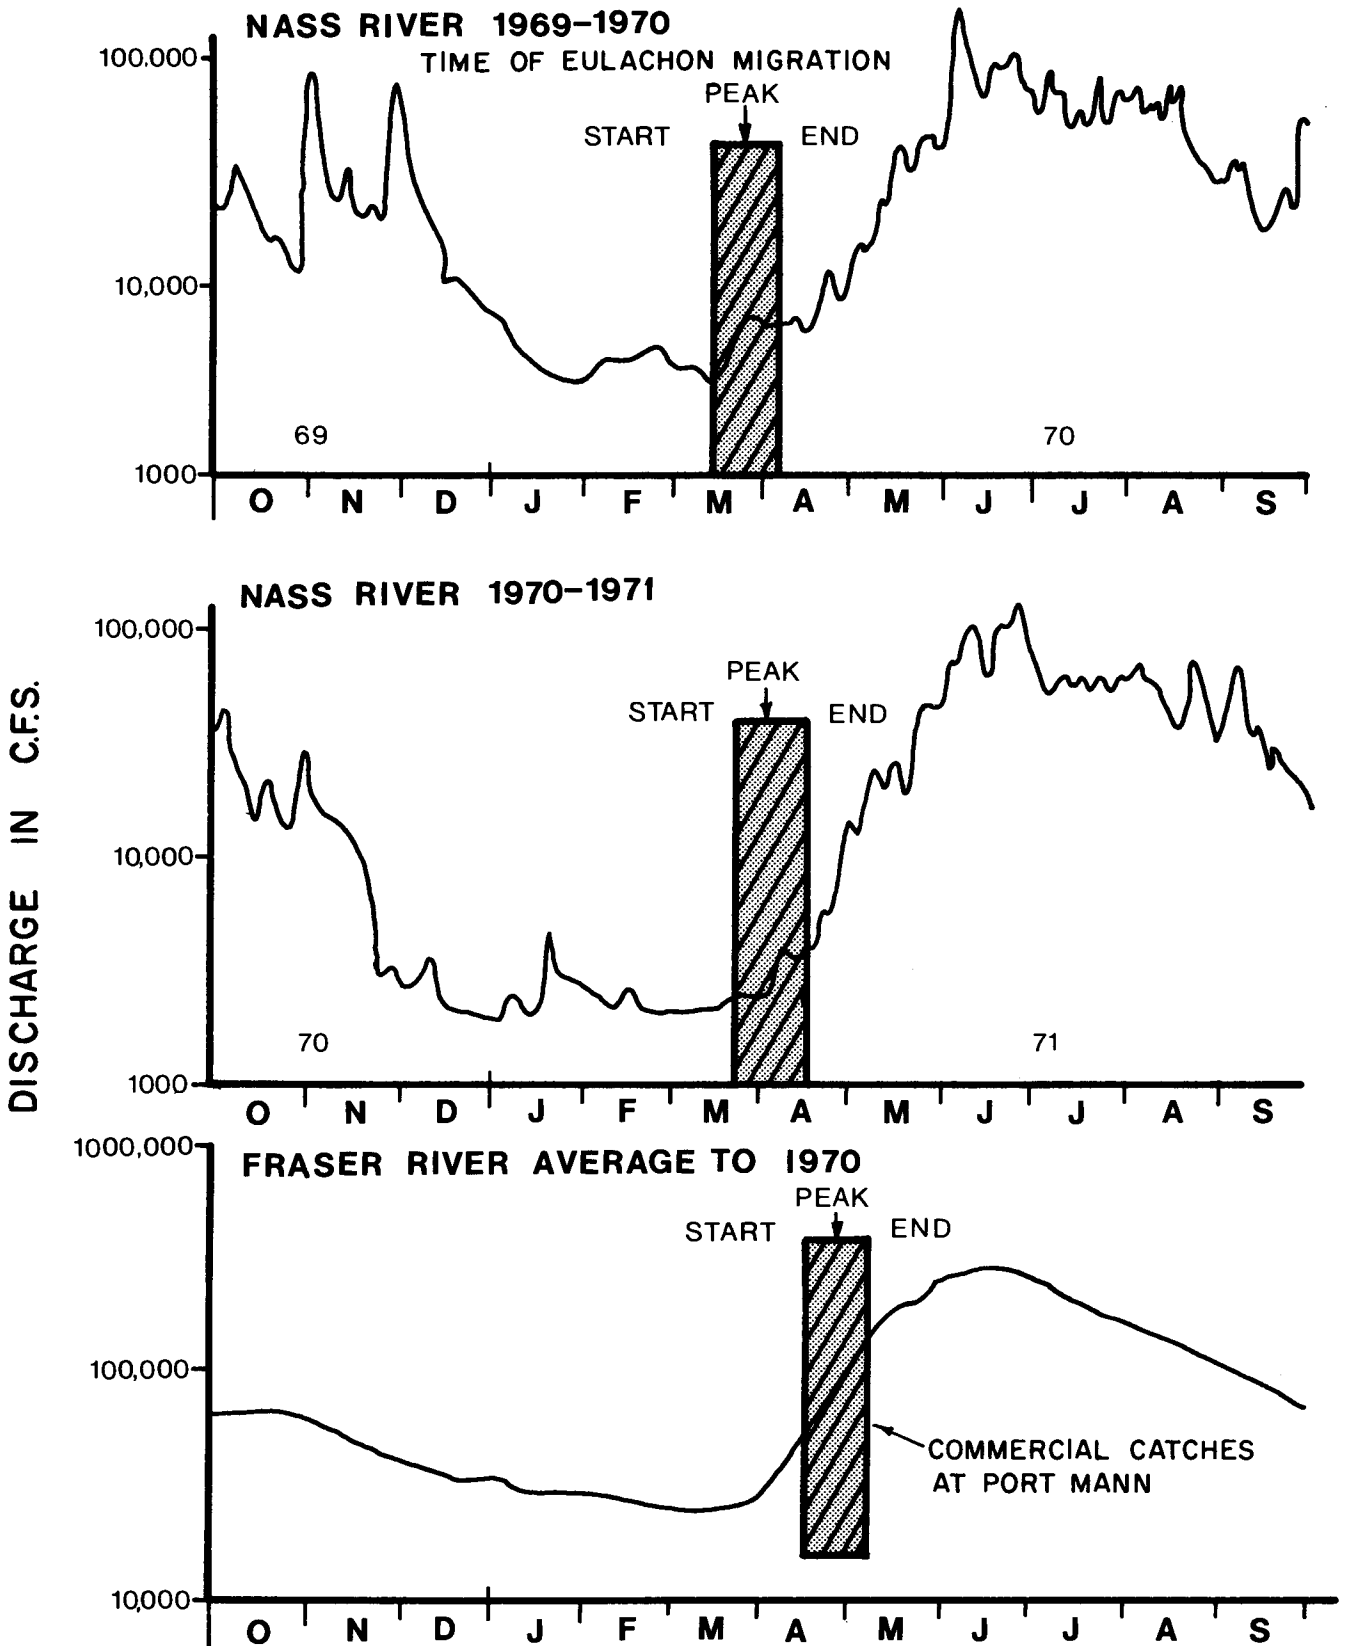 NASS RIVER 1969-1970
100.000
TIME OF EULACHON MIGRATION
PEAK
START END
10,000
69 70
1000
O N D J F M A M J J A S
NASS RIVER 1970-1971
100,000
PEAK
START END
10,000
70 71
1000
O N D J F M A M J J A S
DISCHARGE IN C.F.S.
1000,000
FRASER RIVER AVERAGE TO 1970
PEAK
START END
100,000
COMMERCIAL CATCHES
AT PORT MANN
10,000
O N D J F M A M J J A S